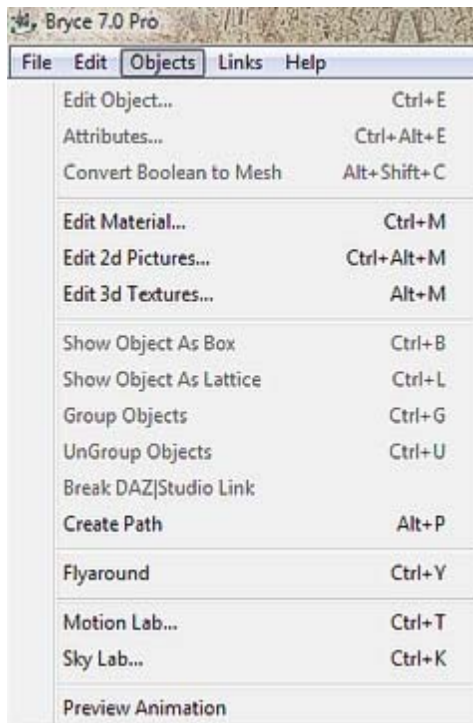 Bryce 7.0 Pro
File Edit Objects Links Help
Edit Object... Ctrl+E
Attributes... Ctrl+Alt+E
Convert Boolean to Mesh Alt+Shift+C
Edit Material... Ctrl+M
Edit 2d Pictures... Ctrl+Alt+M
Edit 3d Textures... Alt+M
Show Object As Box Ctrl+B
Show Object As Lattice Ctrl+L
Group Objects Ctrl+G
UnGroup Objects Ctrl+U
Break DAZ|Studio Link
Create Path Alt+P
Flyaround Ctrl+Y
Motion Lab... Ctrl+T
Sky Lab... Ctrl+K
Preview Animation